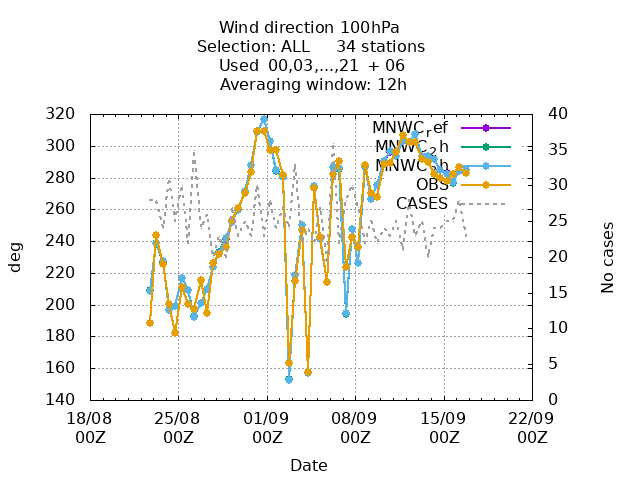 Wind direction 100hPa
Selection: ALL 34 stations
Used 00,03,...,21 + 06
Averaging window: 12h
320 40
300 35
280 30
260 25
240 20
220 15
200 10
180 5
160 0
140
MNWCref
MNWC2h
OBS
CASES
deg
No cases
18/08 25/08 01/09 08/09 15/09 22/09
00Z 00Z 00Z 00Z 00Z 00Z
Date